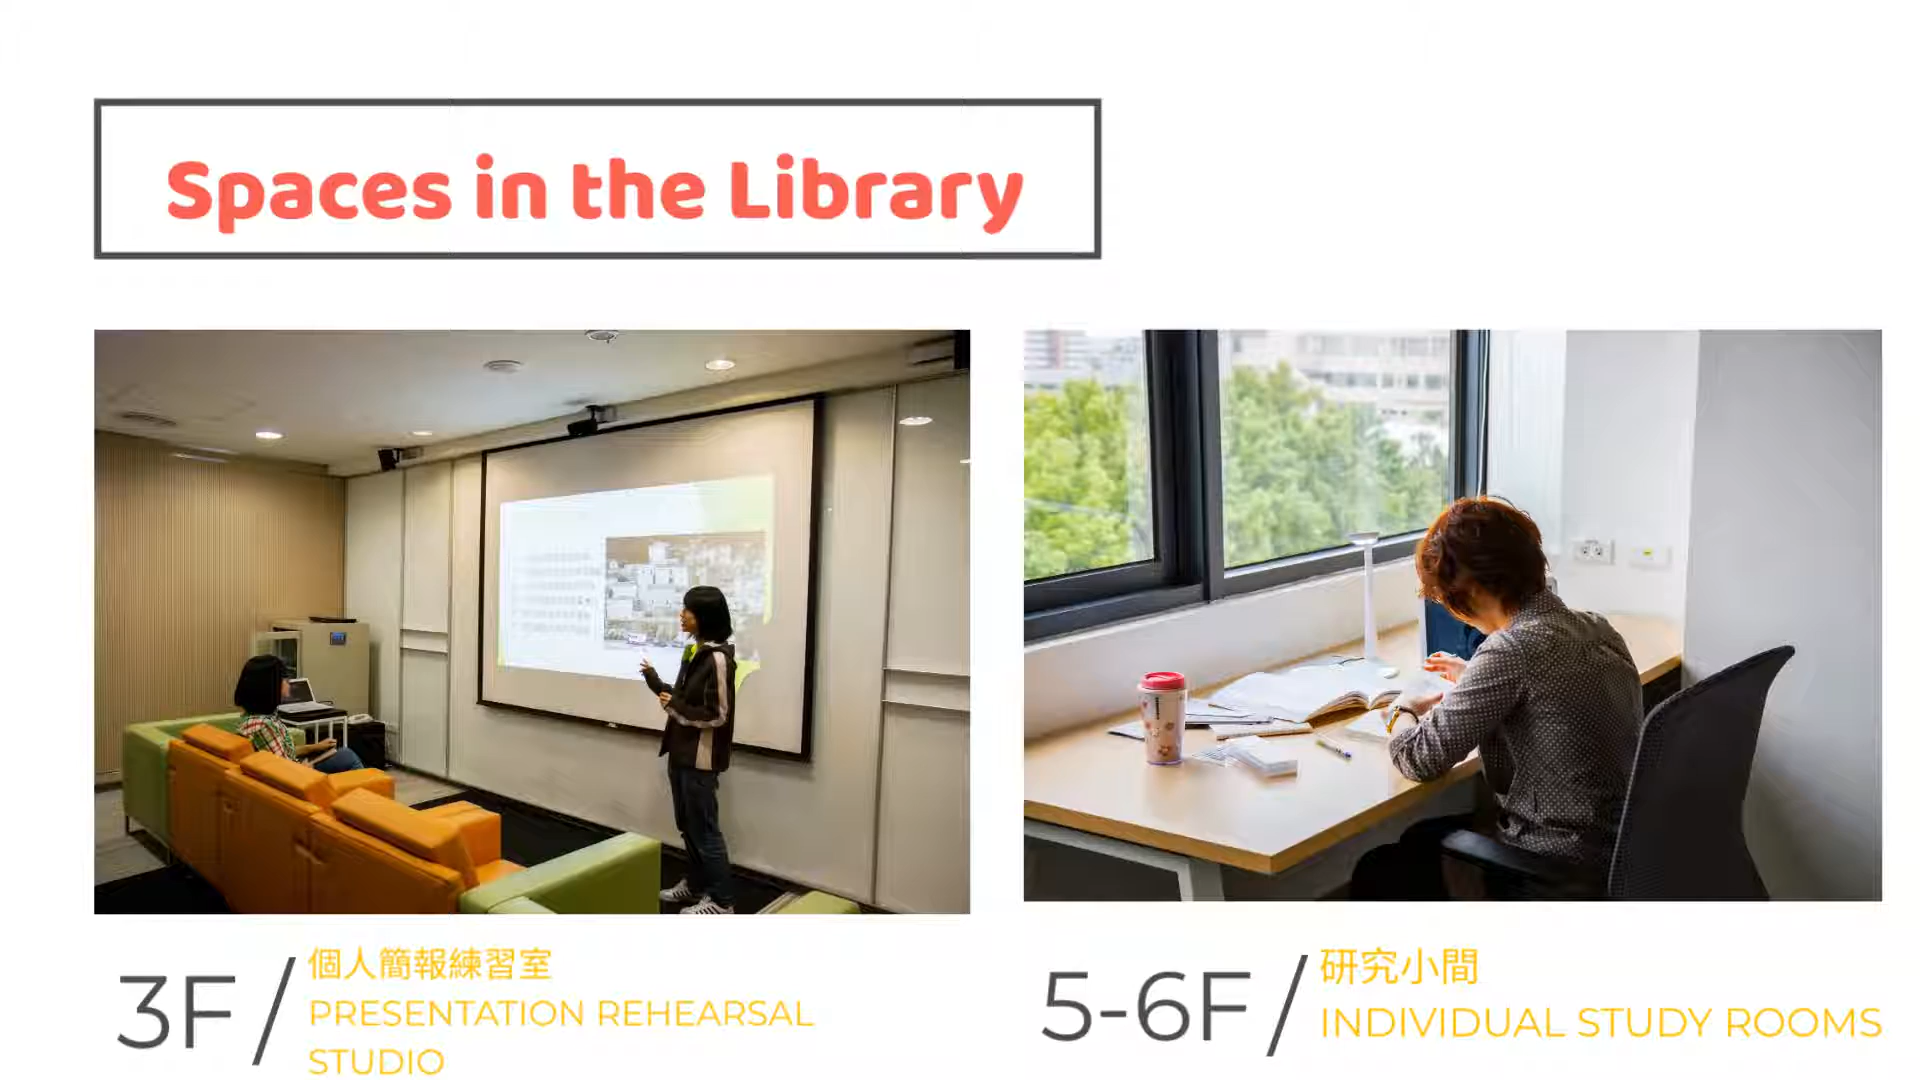 Spaces in the Library
3F
個人簡報練習室
PRESENTATION REHEARSAL
STUDIO
5-6F
研究小間
INDIVIDUAL STUDY ROOMS